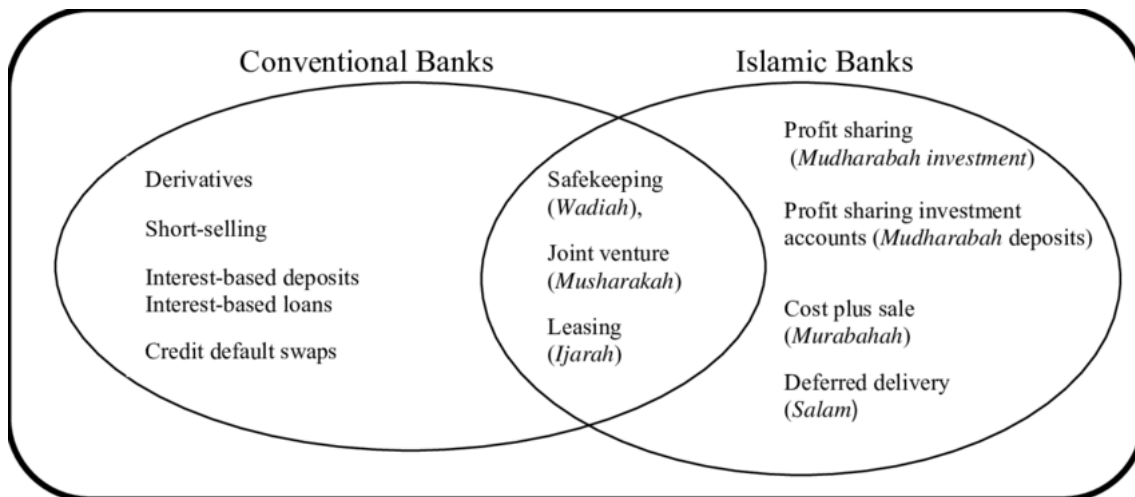 Conventional Banks
Islamic Banks
Derivatives
Short-selling
Interest-based deposits
Interest-based loans
Credit default swaps
Safekeeping
(Wadiah),
Joint venture
(Musharakah)
Leasing
(Ijarah)
Profit sharing
(Mudharabah investment)
Profit sharing investment
accounts (Mudharabah deposits)
Cost plus sale
(Murabahah)
Deferred delivery
(Salam)